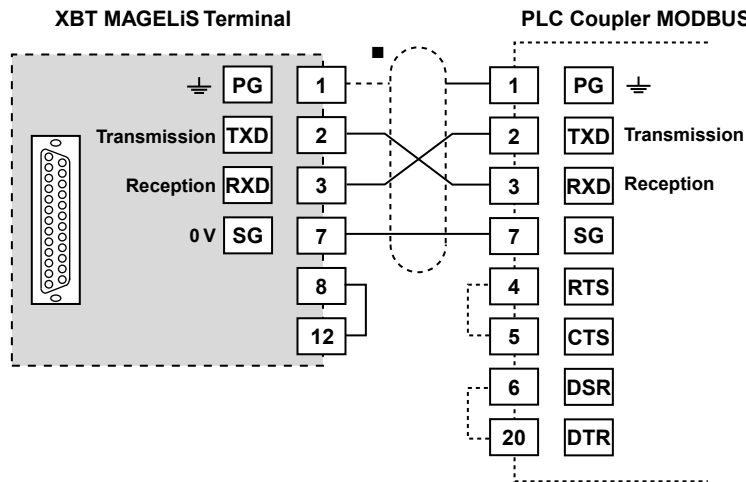 XBT MAGELiS Terminal PLC Coupler MODBUS
PG 1 1 PG
Transmission TXD 2 2 TXD Transmission
Reception RXD 3 3 RXD Reception
0 V SG 7 7 SG
8 4 RTS
12 5 CTS
6 DSR
20 DTR